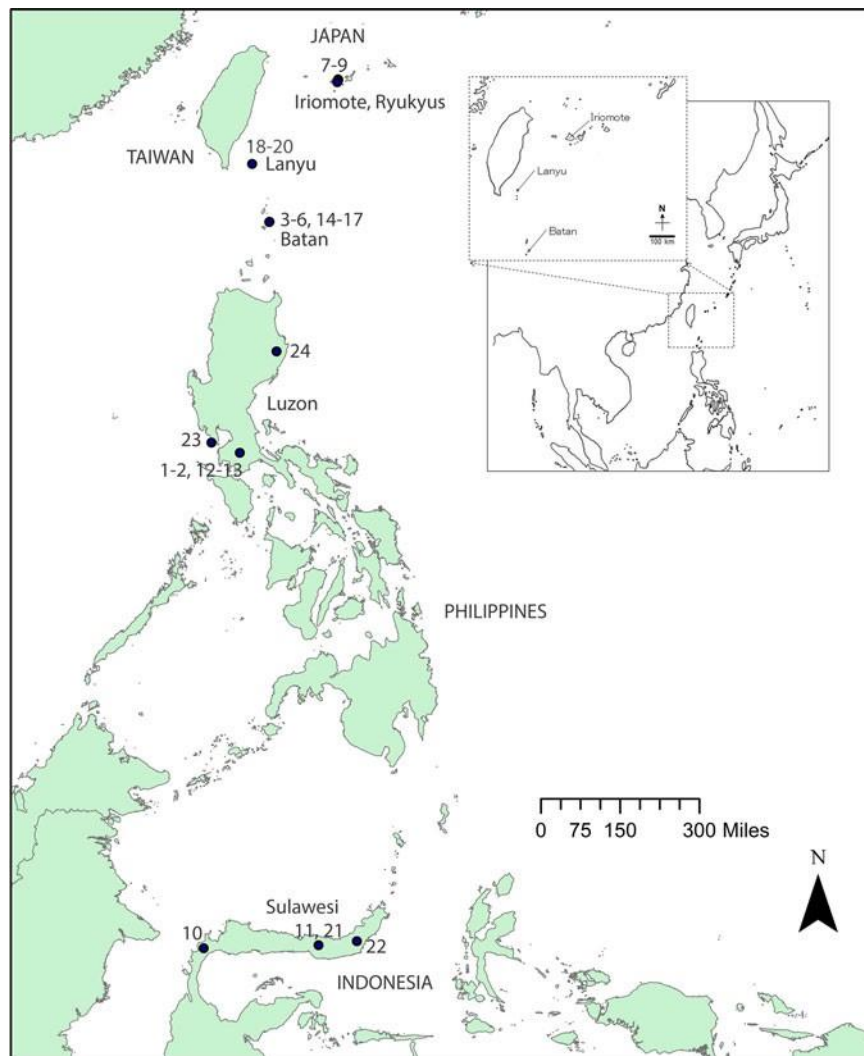 JAPAN
7-9
Iriomote, Ryukyus
18-20
TAIWAN
Lanyu
3-6, 14-17
Batan
24
Luzon
23
1-2, 12-13
PHILIPPINES
Iriomote
Lanyu
Batan
N
100 km
0 75 150 300 Miles
N
Sulawesi
10
11, 21
22
INDONESIA